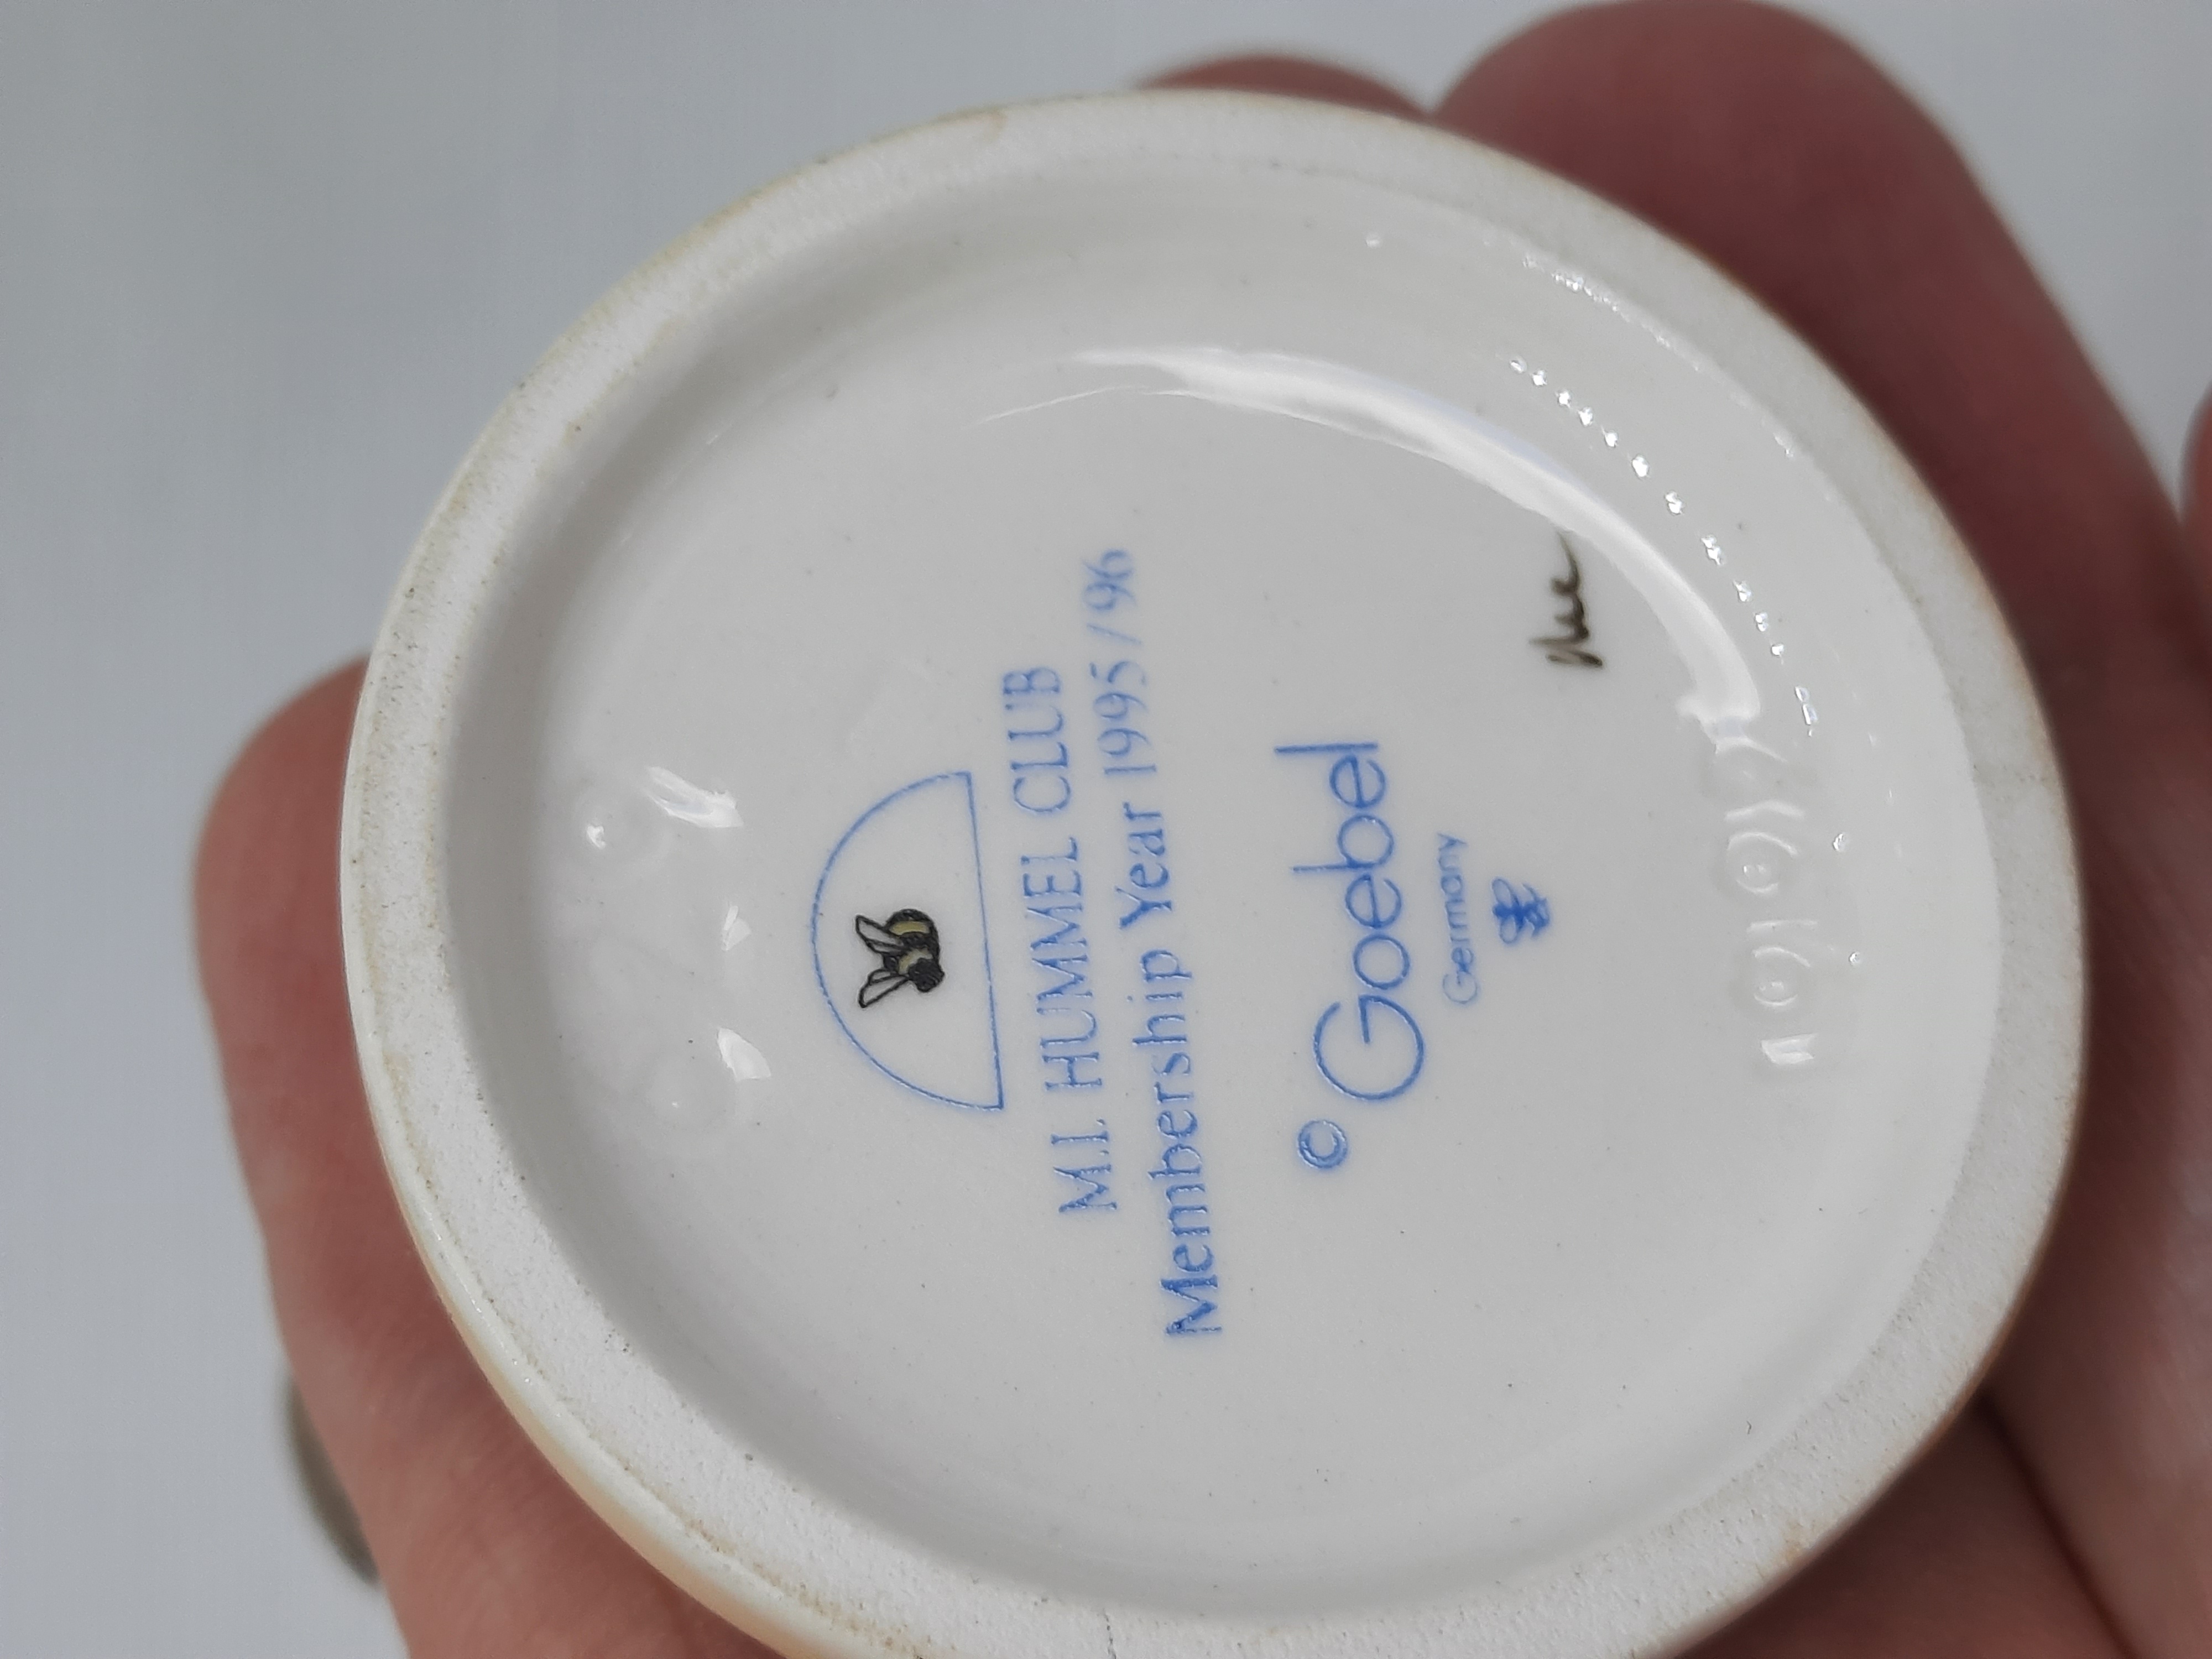 M.I. HUMMEL CLUB
Membership Year 1995/96
© Goebel
Germany